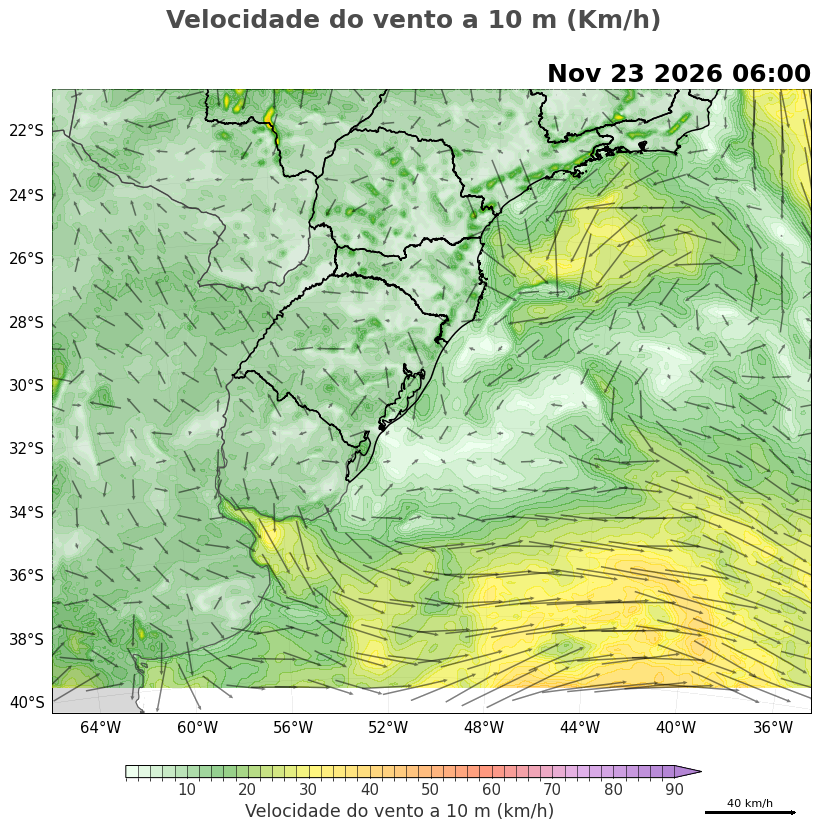 Velocidade do vento a 10 m (Km/h)
Nov 23 2026 06:00
22°S
24°S
26°S
28°S
30°S
32°S
34°S
36°S
38°S
40°S
64°W 60°W 56°W 52°W 48°W 44°W 40°W 36°W
10 20 30 40 50 60 70 80 90
Velocidade do vento a 10 m (km/h)
40 km/h